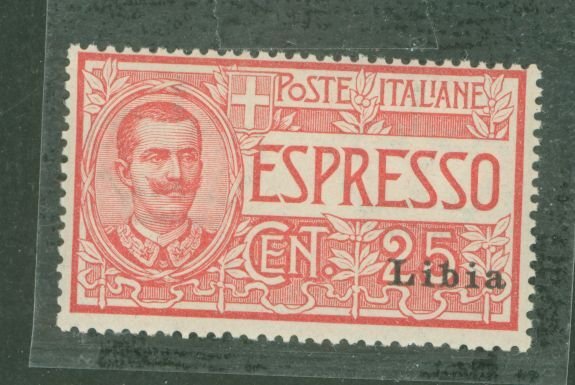 POSTE ITALIANE
ESPRESSO
CENT. 25
Libia